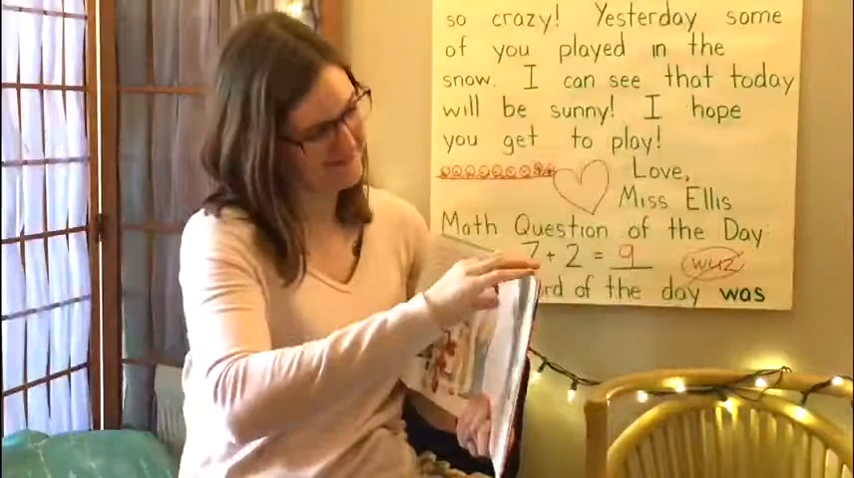 so crazy! Yesterday some
of you played in the
snow. I can see that today
will be sunny! I hope
you get to play!
Love,
Miss Ellis
Math Question of the Day
7 + 2 = 9
wuz
of the day was